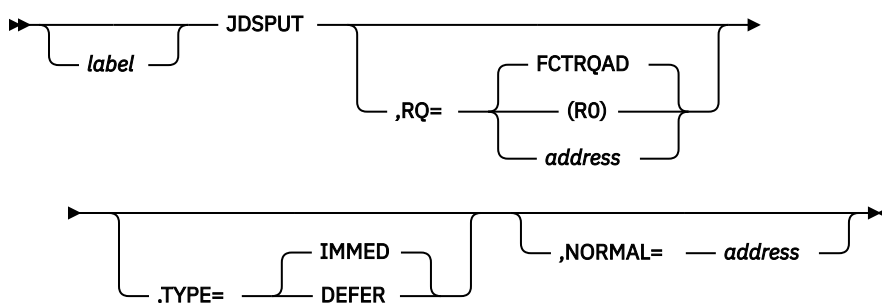 label
JDSPUT
,RQ=
FCTRQAD
(R0)
address
,TYPE=
IMMED
DEFER
,NORMAL=
address